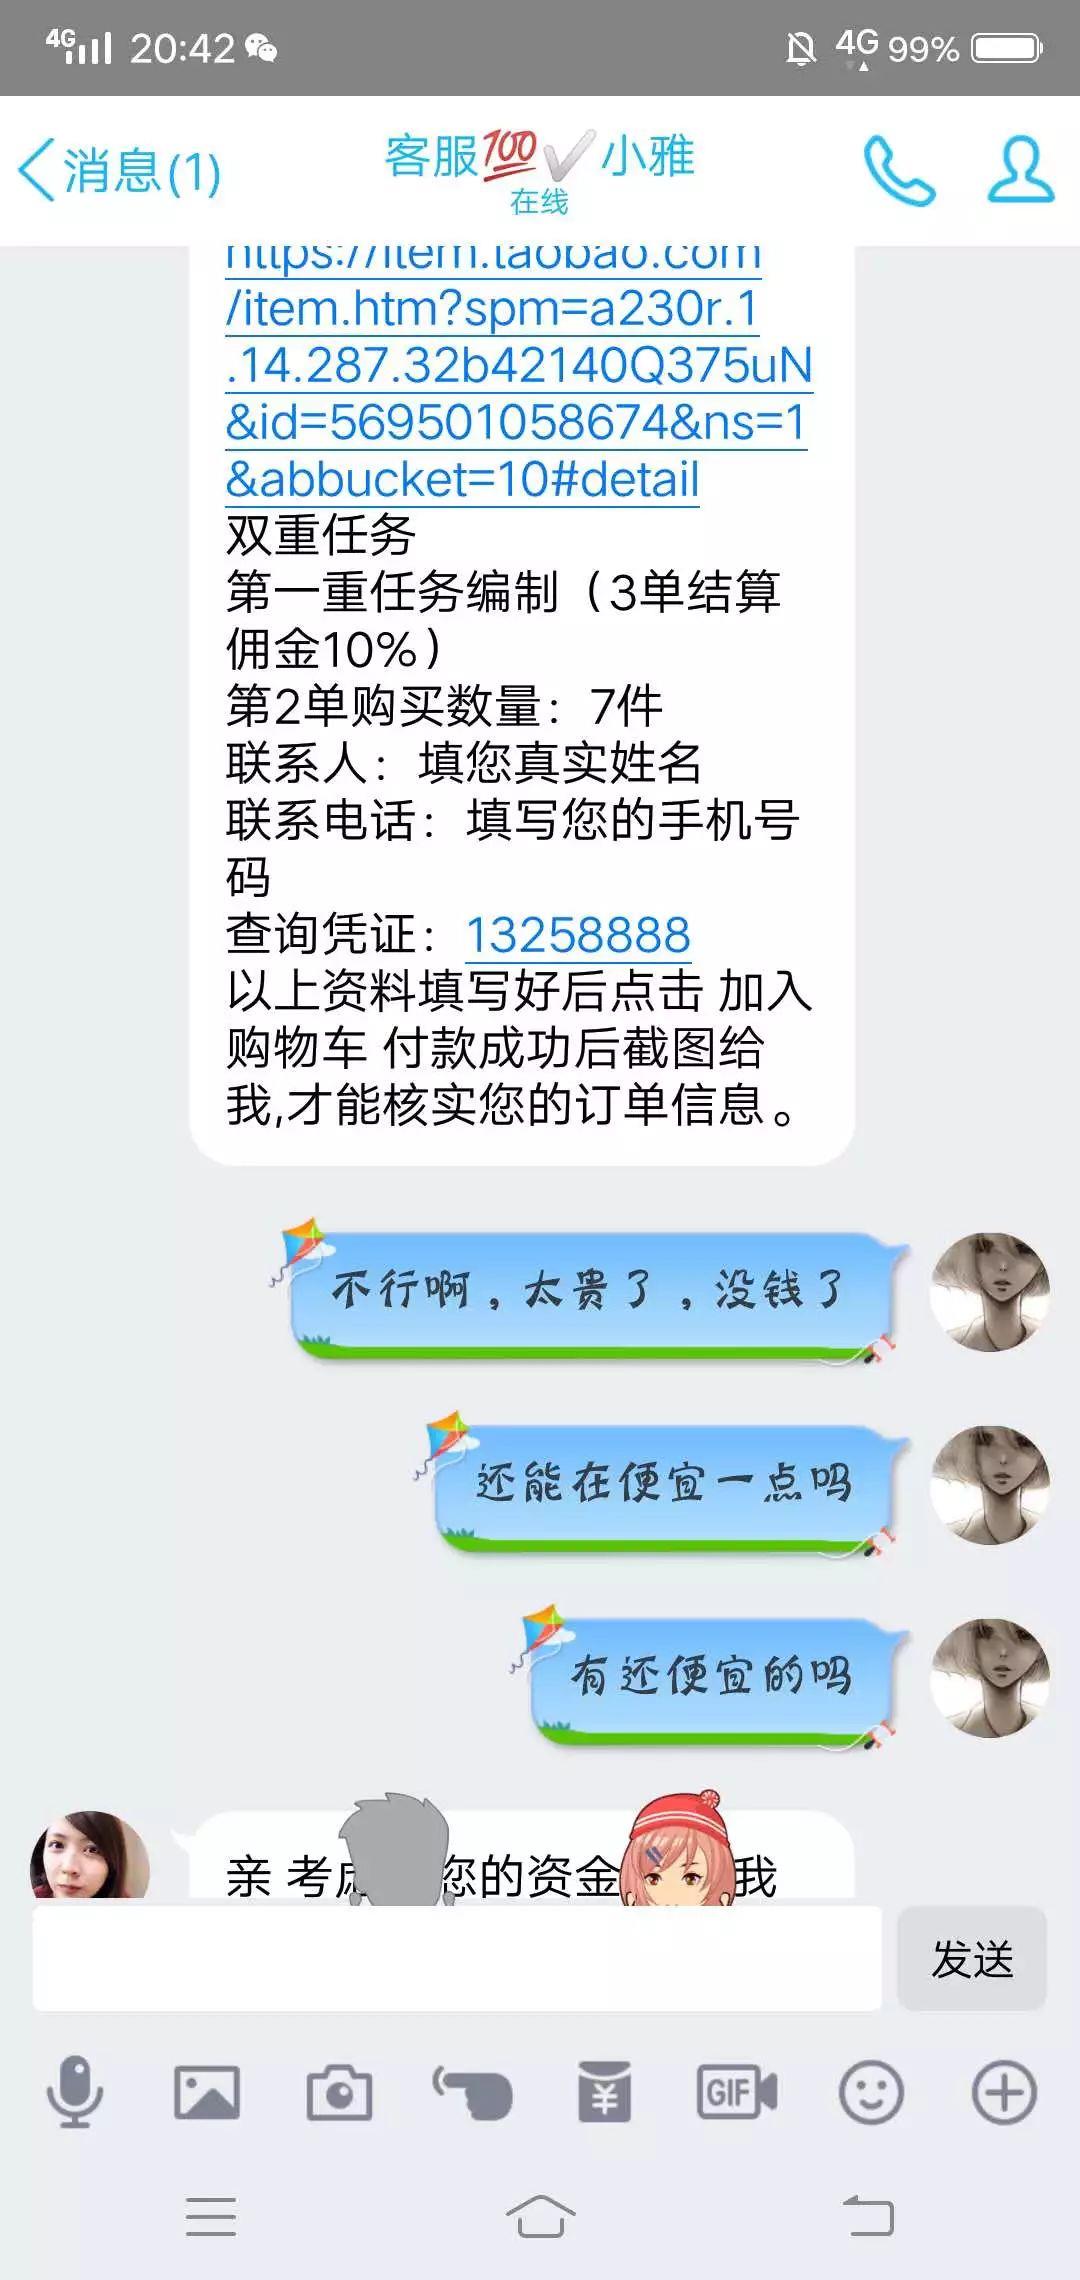 4G 20:42 4G 99%
消息(1)
客服💯✔小雅
在线
https://item.taobao.com
/item.htm?spm=a230r.1
.14.287.32b42140Q375uN
&id=569501058674&ns=1
&abbucket=10#detail
双重任务
第一重任务编制（3单结算
佣金10%）
第2单购买数量：7件
联系人：填您真实姓名
联系电话：填写您的手机号
码
查询凭证：13258888
以上资料填写好后点击 加入
购物车 付款成功后截图给
我,才能核实您的订单信息。
不行啊，太贵了，没钱了
还能在便宜一点吗
有还便宜的吗
亲 考虑 您的资金 我
发送
GIF